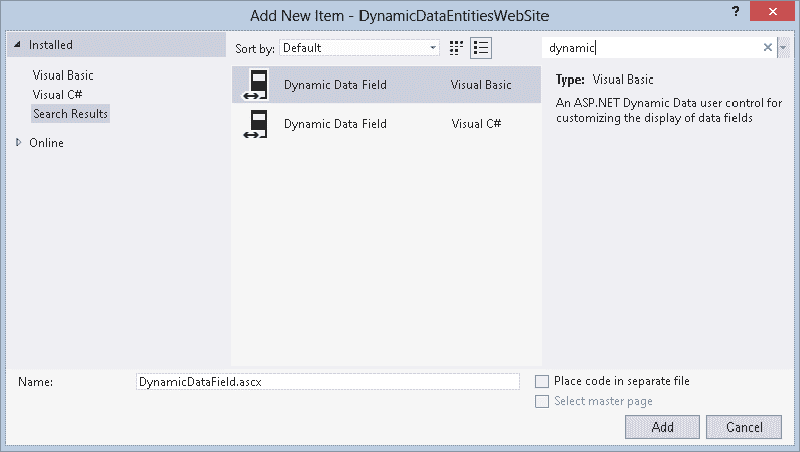 Add New Item - DynamicDataEntitiesWebSite
?
Installed
Sort by:
Default
dynamic
Visual Basic
Visual C#
Search Results
Online
Dynamic Data Field Visual Basic
Dynamic Data Field Visual C#
Type: Visual Basic
An ASP.NET Dynamic Data user control for
customizing the display of data fields
Name:
DynamicDataField.ascx
Place code in separate file
Select master page
Add
Cancel